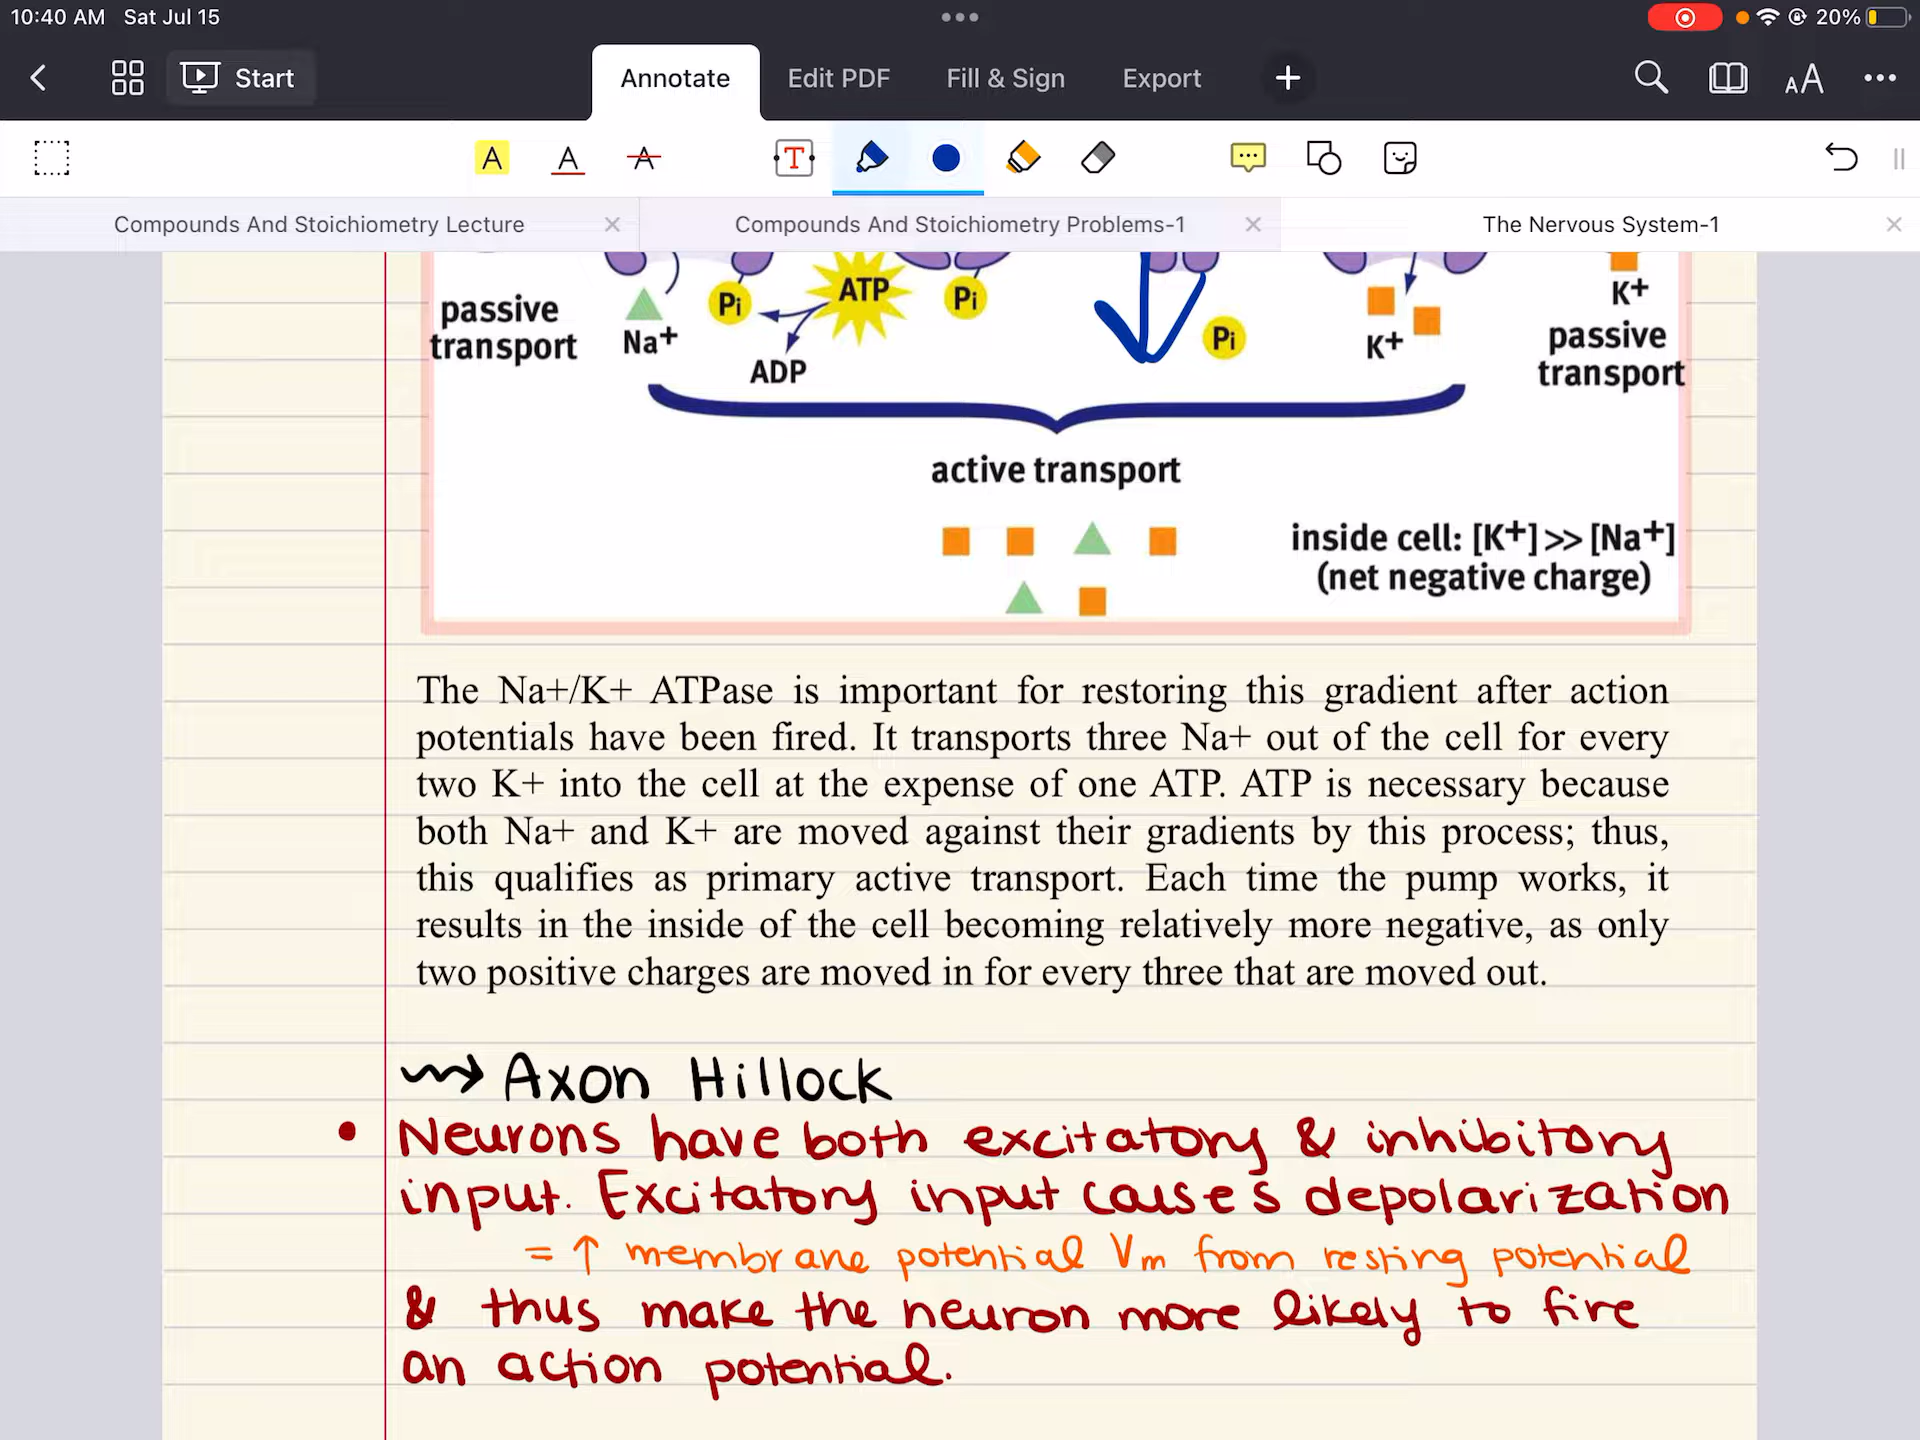 10:40 AM Sat Jul 15
20%
Start
Annotate
Edit PDF
Fill & Sign
Export
AA
A
A
A
T
Compounds And Stoichiometry Lecture
Compounds And Stoichiometry Problems-1
The Nervous System-1
passive
transport
Na+
Pi
ATP
ADP
Pi
Pi
K+
K+
passive
transport
active transport
inside cell: [K+] >> [Na+]
(net negative charge)
The Na+/K+ ATPase is important for restoring this gradient after action
potentials have been fired. It transports three Na+ out of the cell for every
two K+ into the cell at the expense of one ATP. ATP is necessary because
both Na+ and K+ are moved against their gradients by this process; thus,
this qualifies as primary active transport. Each time the pump works, it
results in the inside of the cell becoming relatively more negative, as only
two positive charges are moved in for every three that are moved out.
⇝ Axon Hillock
• Neurons have both excitatory & inhibitory
input. Excitatory input causes depolarization
= ↑ membrane potential Vm from resting potential
& thus make the neuron more likely to fire
an action potential.